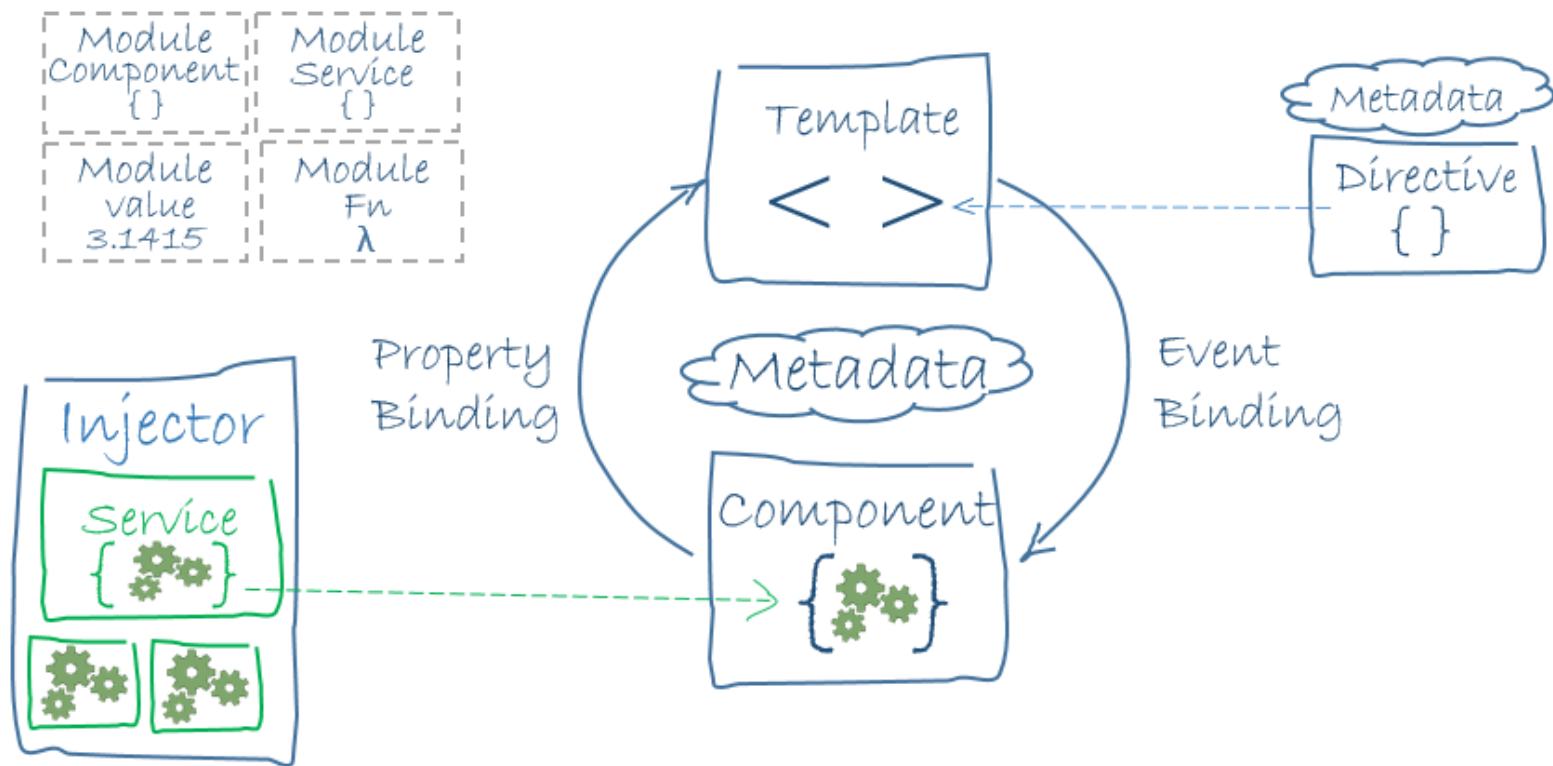 Module
Component
{ }
Module
Service
{ }
Module
value
3.1415
Module
Fn
λ
Template
< >
Metadata
Directive
{ }
Property
Binding
Metadata
Event
Binding
Injector
Service
{ }
Component
{ }